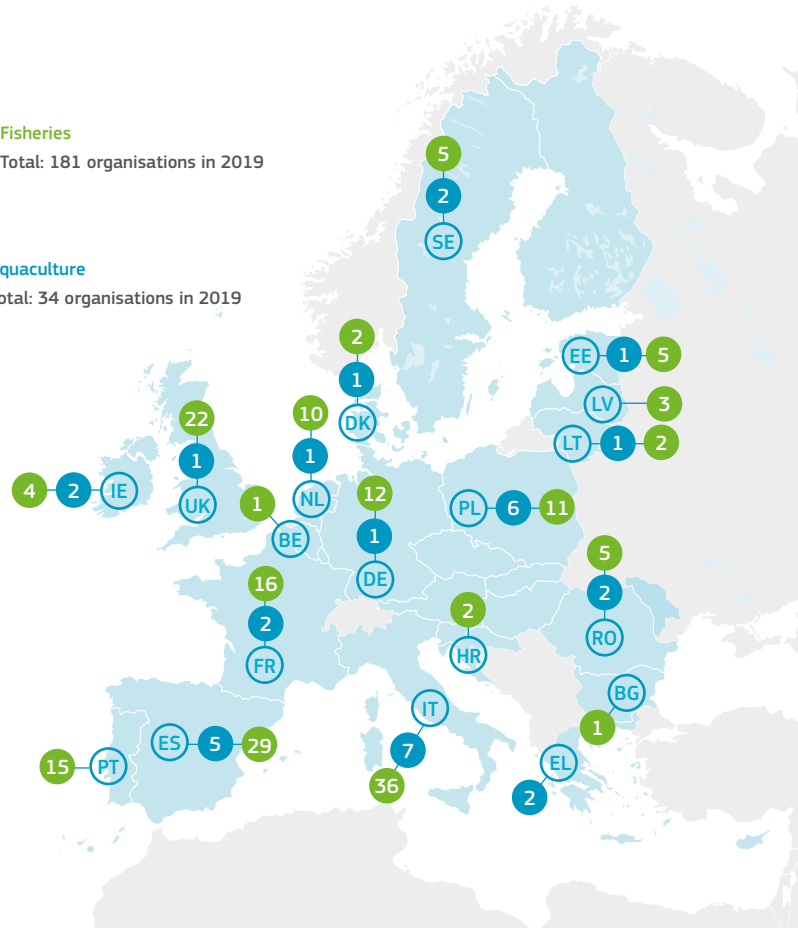 Fisheries
Total: 181 organisations in 2019
quaculture
otal: 34 organisations in 2019
5
2
SE
2
1
DK
EE 1 5
LV 3
LT 1 2
22
1
UK
10
1
NL
4 2 IE
1
BE
12
1
DE
PL 6 11
16
2
FR
5
2
RO
2
HR
BG
1
IT
7
36
ES 5 29
15 PT
EL
2